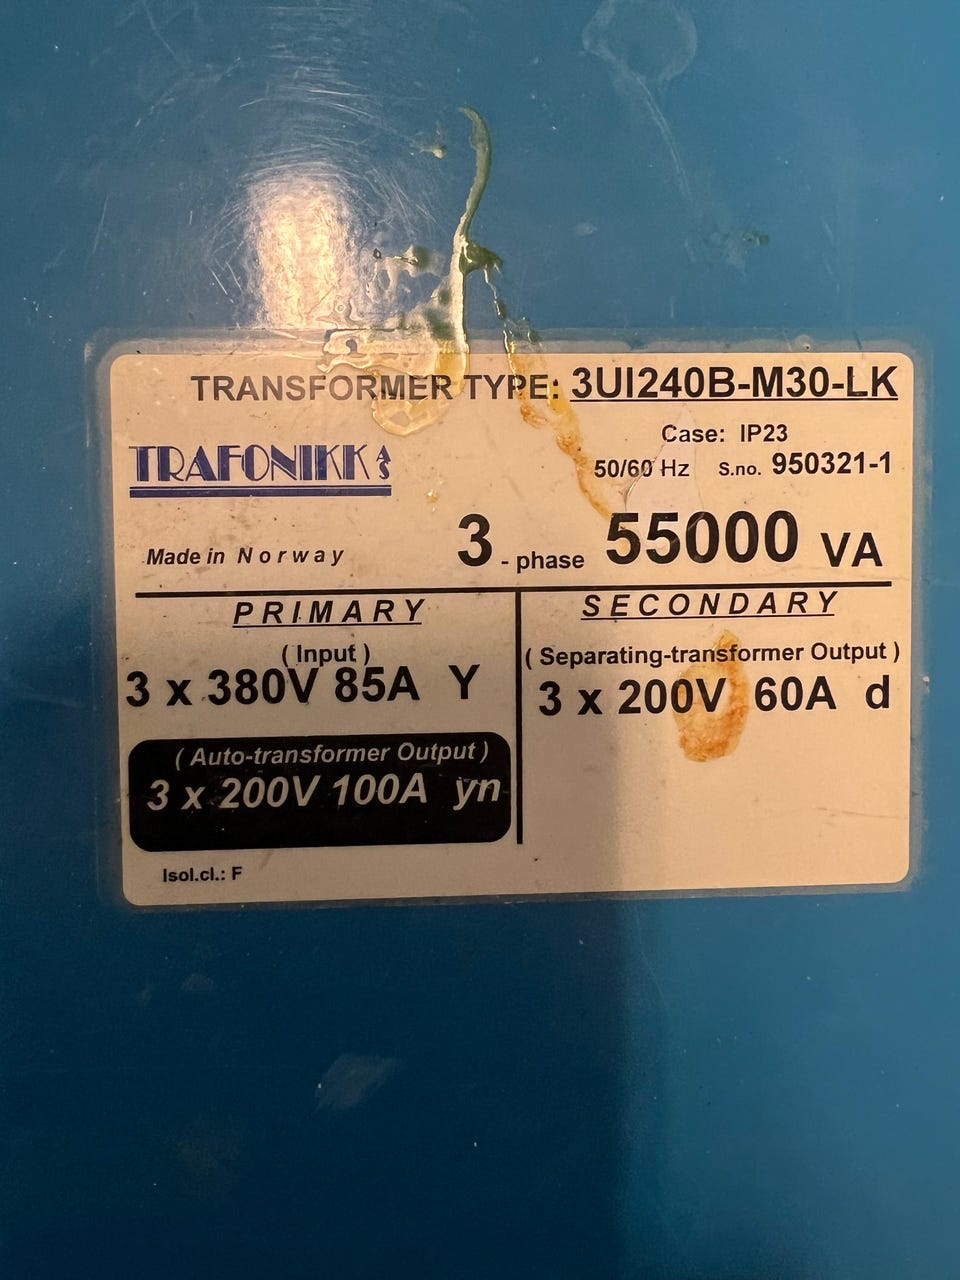 TRANSFORMER TYPE: 3UI240B-M30-LK
Case: IP23
TRAFONIKK AS
50/60 Hz S.no. 950321-1
Made in Norway
3 - phase 55000 VA
PRIMARY
(Input)
3 x 380V 85A Y
(Auto-transformer Output)
3 x 200V 100A yn
Isol.cl.: F
SECONDARY
(Separating-transformer Output)
3 x 200V 60A d